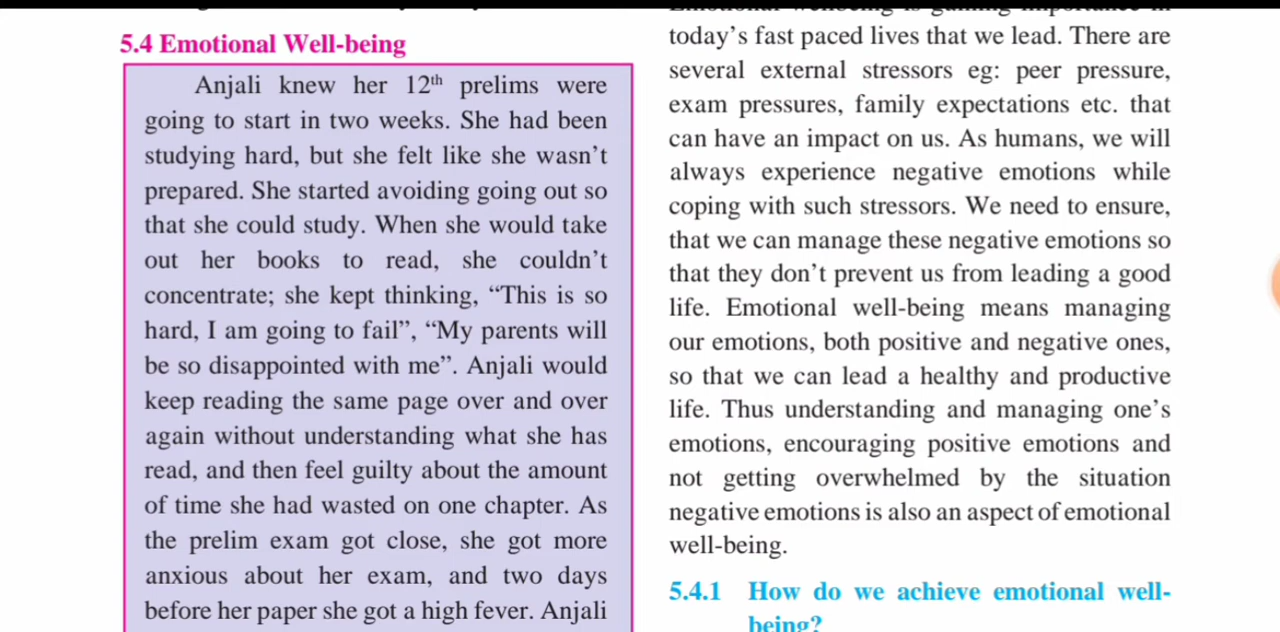 5.4 Emotional Well-being
Anjali knew her 12th prelims were
going to start in two weeks. She had been
studying hard, but she felt like she wasn't
prepared. She started avoiding going out so
that she could study. When she would take
out her books to read, she couldn't
concentrate; she kept thinking, “This is so
hard, I am going to fail”, “My parents will
be so disappointed with me”. Anjali would
keep reading the same page over and over
again without understanding what she has
read, and then feel guilty about the amount
of time she had wasted on one chapter. As
the prelim exam got close, she got more
anxious about her exam, and two days
before her paper she got a high fever. Anjali
today's fast paced lives that we lead. There are
several external stressors eg: peer pressure,
exam pressures, family expectations etc. that
can have an impact on us. As humans, we will
always experience negative emotions while
coping with such stressors. We need to ensure,
that we can manage these negative emotions so
that they don't prevent us from leading a good
life. Emotional well-being means managing
our emotions, both positive and negative ones,
so that we can lead a healthy and productive
life. Thus understanding and managing one's
emotions, encouraging positive emotions and
not getting overwhelmed by the situation
negative emotions is also an aspect of emotional
well-being.
5.4.1 How do we achieve emotional well-
being?